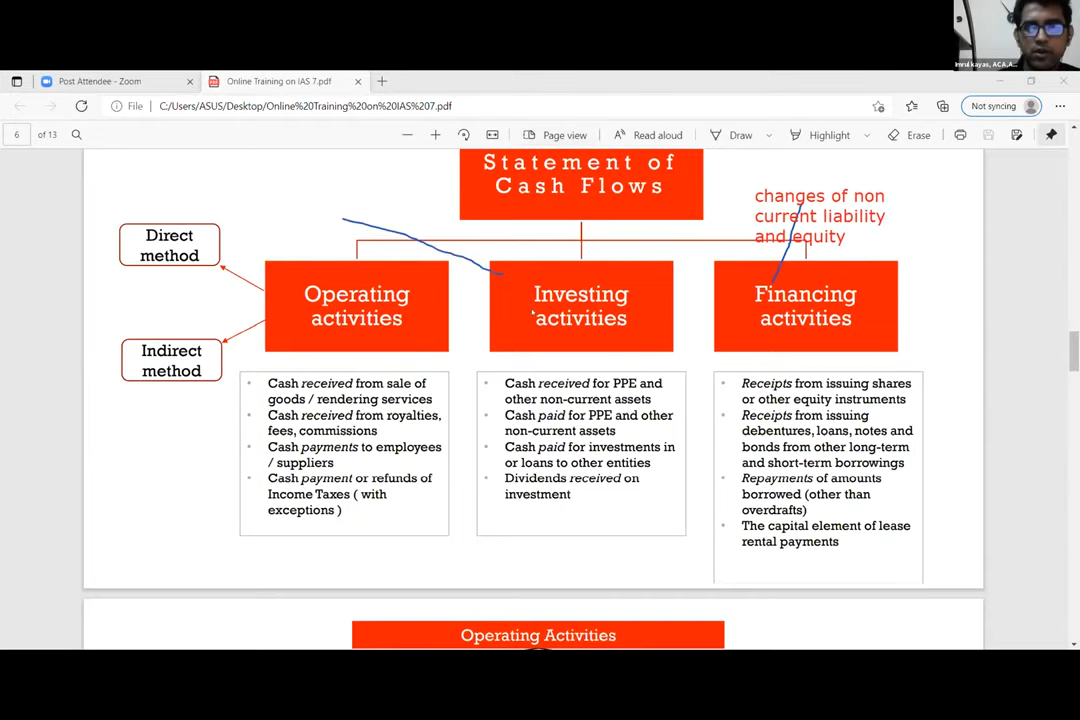 Imrul kayas, ACA,A...
Post Attendee - Zoom
Online Training on IAS 7.pdf
File
C:/Users/ASUS/Desktop/Online%20Training%20on%20IAS%207.pdf
Not syncing
6 of 13
Page view
Read aloud
Draw
Highlight
Erase
Statement of
Cash Flows
changes of non
current liability
and equity
Direct
method
Indirect
method
Operating
activities
Investing
activities
Financing
activities
Cash received from sale of
goods / rendering services
Cash received from royalties,
fees, commissions
Cash payments to employees
/ suppliers
Cash payment or refunds of
Income Taxes ( with
exceptions )
Cash received for PPE and
other non-current assets
Cash paid for PPE and other
non-current assets
Cash paid for investments in
or loans to other entities
Dividends received on
investment
Receipts from issuing shares
or other equity instruments
Receipts from issuing
debentures, loans, notes and
bonds from other long-term
and short-term borrowings
Repayments of amounts
borrowed (other than
overdrafts)
The capital element of lease
rental payments
Operating Activities